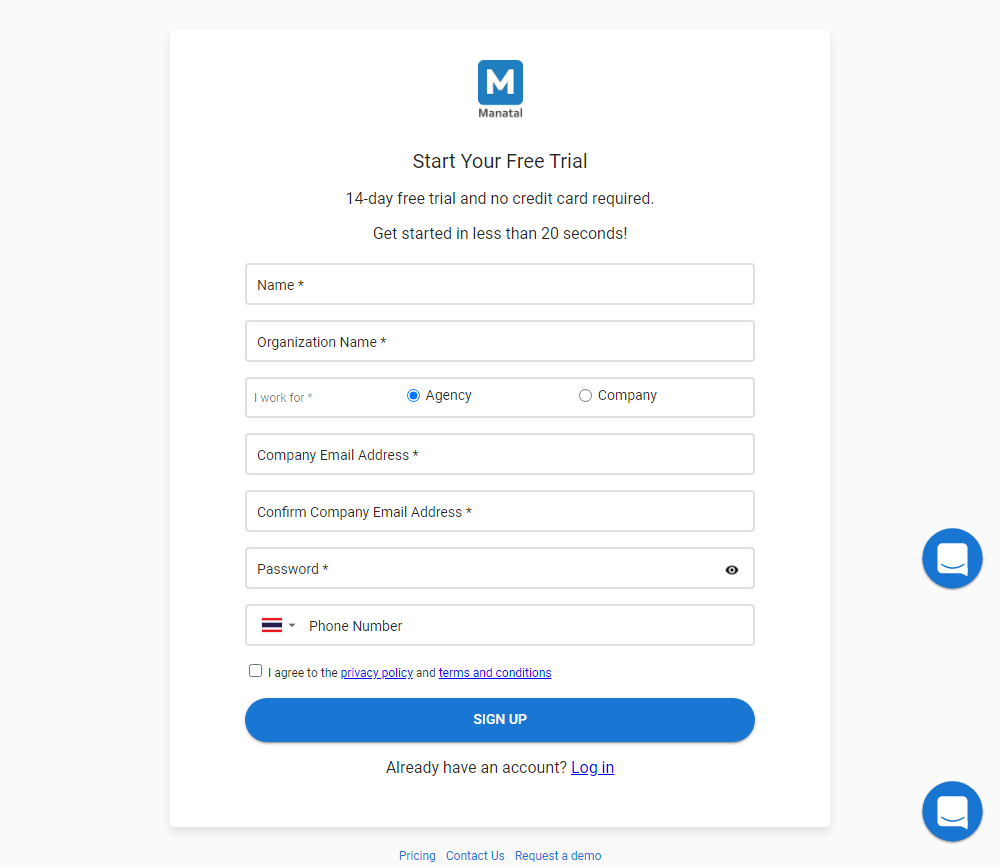 M
Manatal
Start Your Free Trial
14-day free trial and no credit card required.
Get started in less than 20 seconds!
Name *
Organization Name *
I work for * Agency Company
Company Email Address *
Confirm Company Email Address *
Password *
Phone Number
I agree to the privacy policy and terms and conditions
SIGN UP
Already have an account? Log in
Pricing Contact Us Request a demo